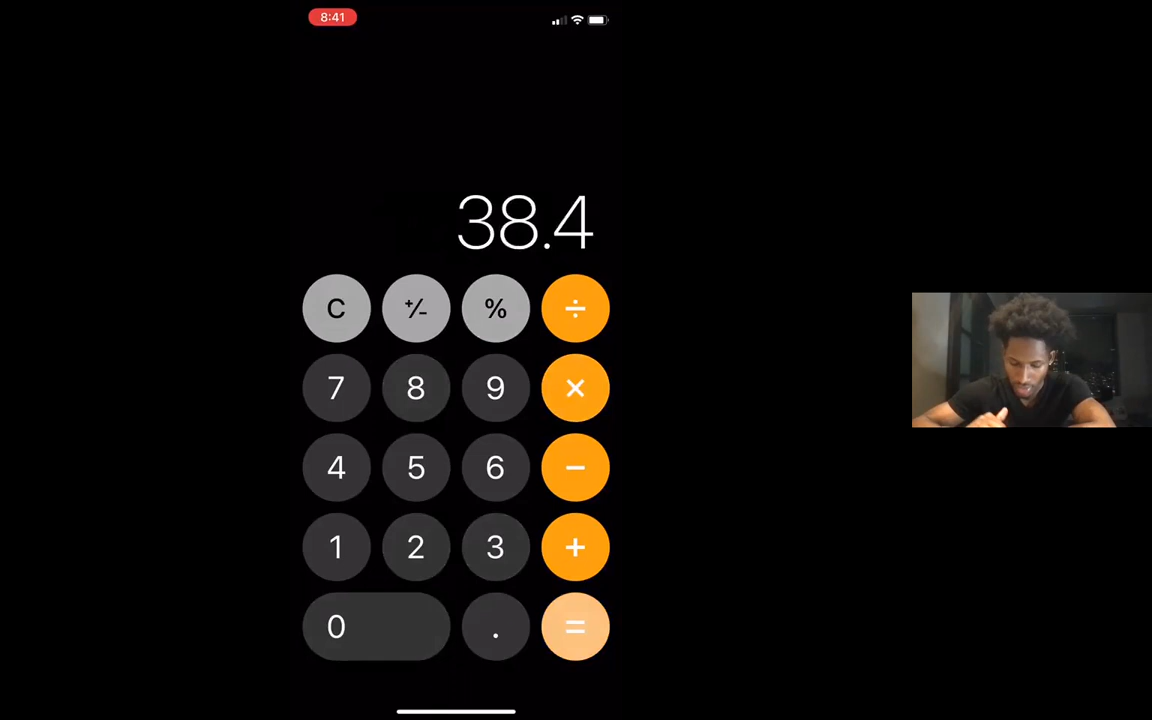 8:41
38.4
C +/- % ÷
7 8 9 ×
4 5 6 −
1 2 3 +
0 . =